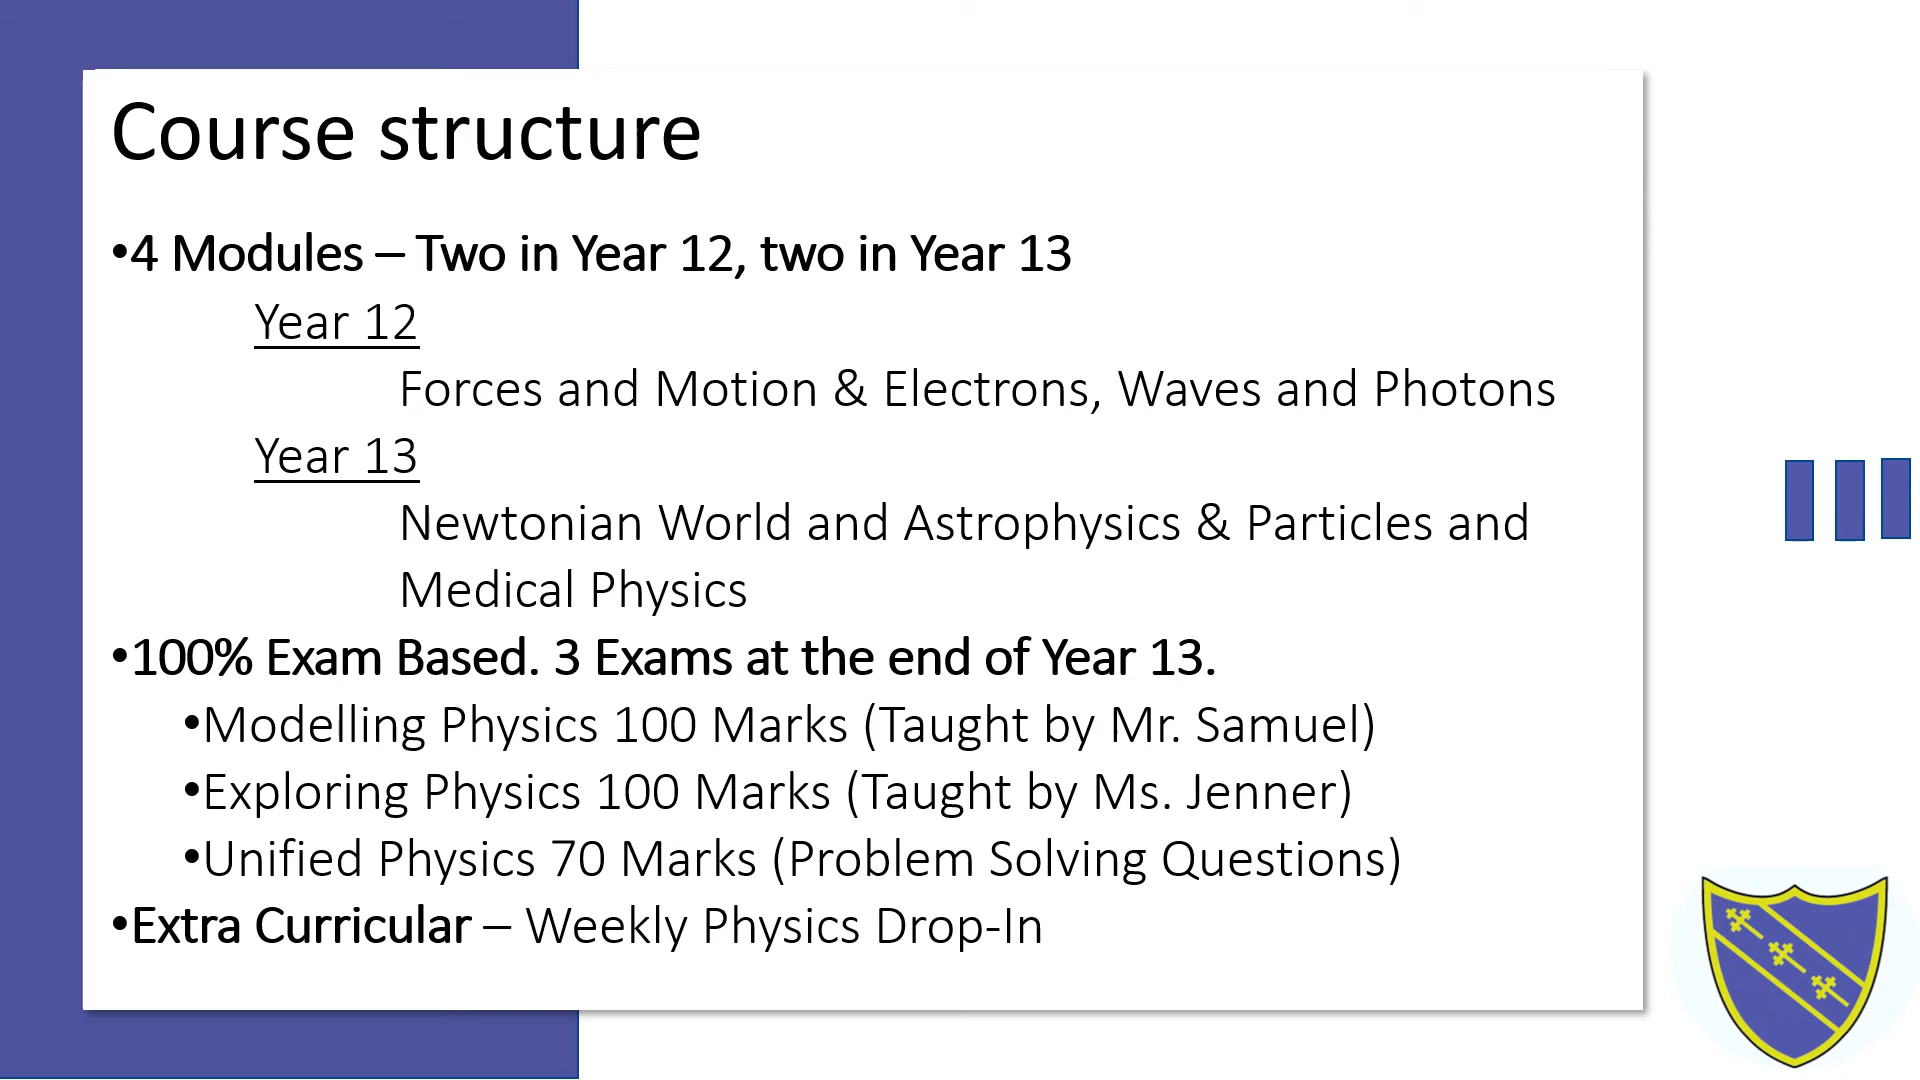 Course structure
•4 Modules – Two in Year 12, two in Year 13
Year 12
Forces and Motion & Electrons, Waves and Photons
Year 13
Newtonian World and Astrophysics & Particles and
Medical Physics
•100% Exam Based. 3 Exams at the end of Year 13.
•Modelling Physics 100 Marks (Taught by Mr. Samuel)
•Exploring Physics 100 Marks (Taught by Ms. Jenner)
•Unified Physics 70 Marks (Problem Solving Questions)
•Extra Curricular – Weekly Physics Drop-In